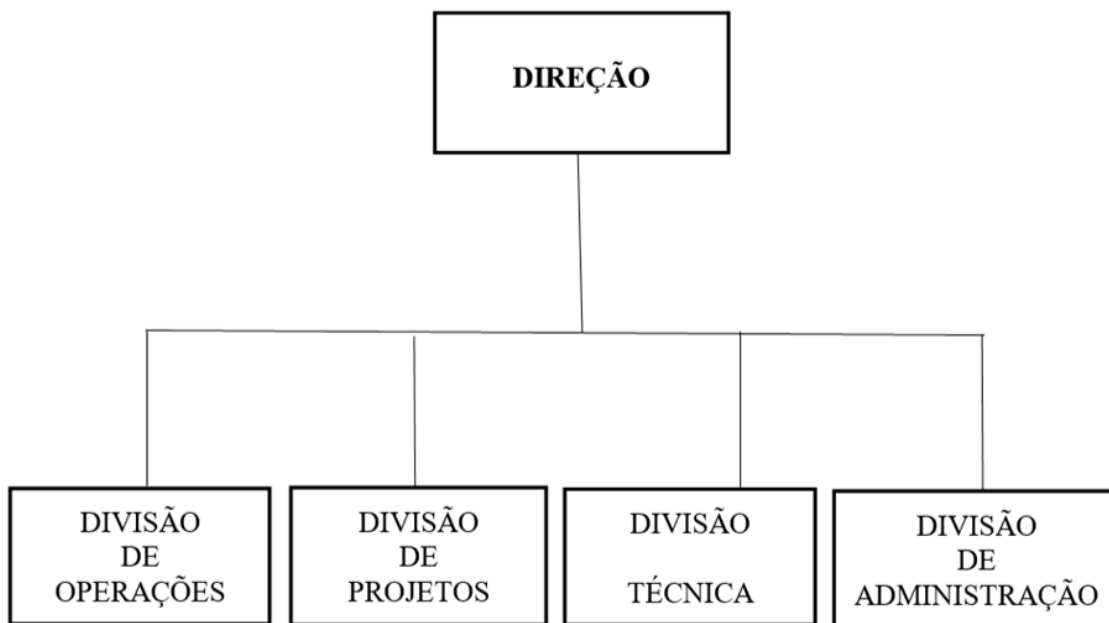 DIREÇÃO
DIVISÃO
DE
OPERAÇÕES
DIVISÃO
DE
PROJETOS
DIVISÃO
TÉCNICA
DIVISÃO
DE
ADMINISTRAÇÃO